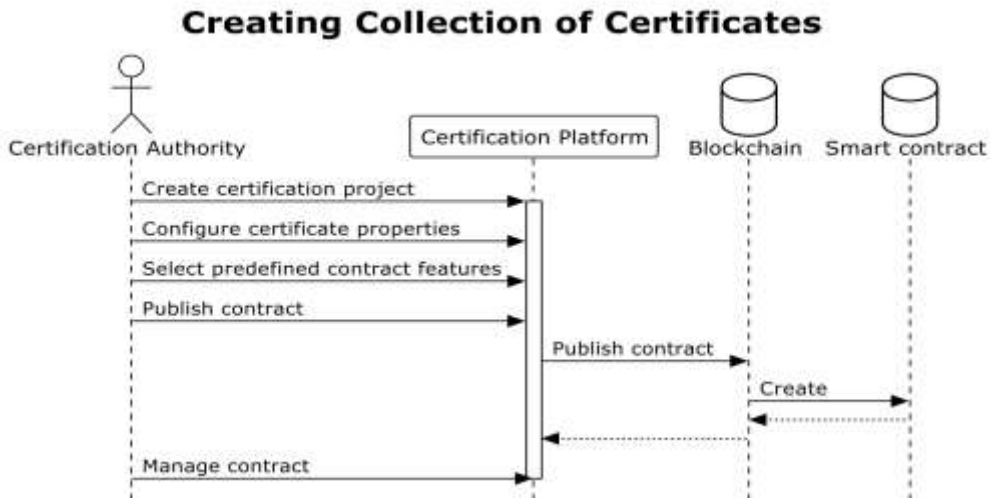 Creating Collection of Certificates
Certification Authority
Certification Platform
Blockchain
Smart contract
Create certification project
Configure certificate properties
Select predefined contract features
Publish contract
Publish contract
Create
Manage contract